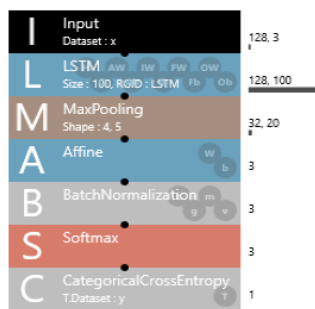 I Input
Dataset : x
128, 3
L LSTM
AW IW FW OW
Size : 100, RGID : LSTM Fb Ob
128, 100
M MaxPooling
Shape : 4, 5
32, 20
A Affine
W
b
3
B BatchNormalization
m
g v
3
S Softmax
3
C CategoricalCrossEntropy
T.Dataset : y
T
1